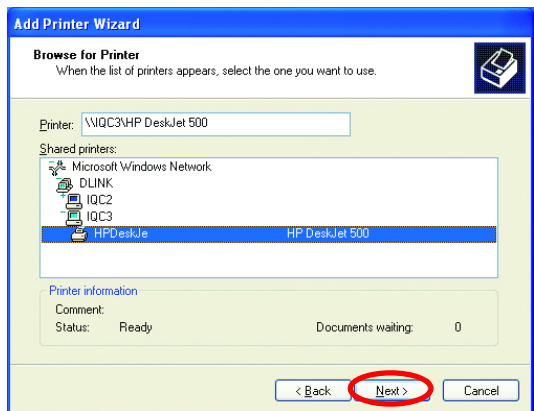 Add Printer Wizard
Browse for Printer
When the list of printers appears, select the one you want to use.
Printer: \\IQC3\HP DeskJet 500
Shared printers:
Microsoft Windows Network
DLINK
IQC2
IQC3
HPDeskJe HP DeskJet 500
Printer information
Comment:
Status: Ready Documents waiting: 0
< Back Next > Cancel